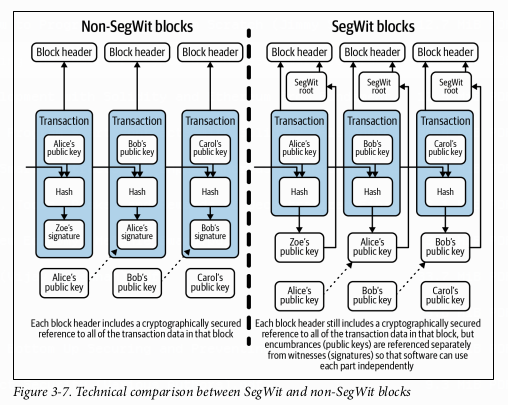 Non-SegWit blocks
Block header
Block header
Block header
Transaction
Transaction
Transaction
Alice's
public key
Bob's
public key
Carol's
public key
Hash
Hash
Hash
Zoe's
signature
Alice's
signature
Bob's
signature
Alice's
public key
Bob's
public key
Carol's
public key
Each block header includes a cryptographically secured
reference to all of the transaction data in that block
SegWit blocks
Block header
Block header
Block header
SegWit
root
SegWit
root
SegWit
root
Transaction
Transaction
Transaction
Alice's
public key
Bob's
public key
Carol's
public key
Hash
Hash
Hash
Zoe's
public key
Alice's
public key
Bob's
public key
Alice's
public key
Bob's
public key
Carol's
public key
Each block header still includes a cryptographically secured
reference to all of the transaction data in that block, but
encumbrances (public keys) are referenced separately
from witnesses (signatures) so that software can use
each part independently
Figure 3-7. Technical comparison between SegWit and non-SegWit blocks